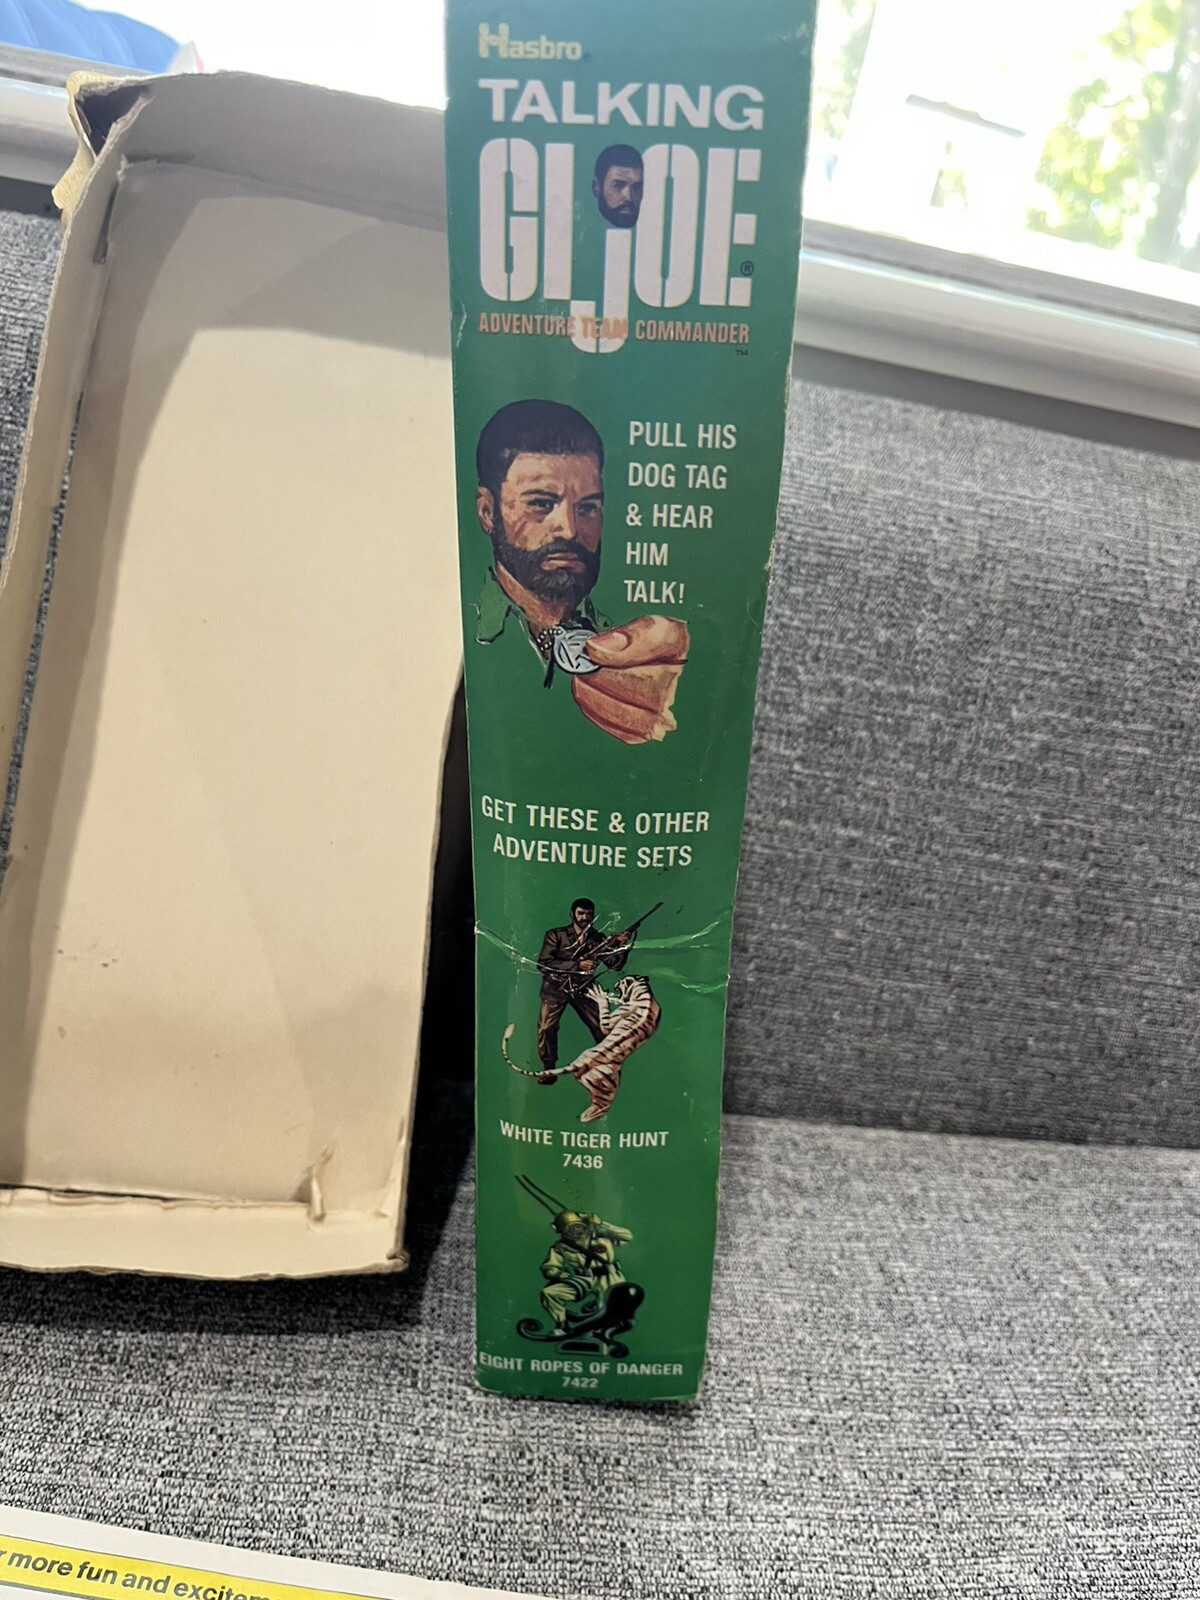 Hasbro®
TALKING
GI JOE®
ADVENTURE TEAM COMMANDER
™
PULL HIS
DOG TAG
& HEAR
HIM
TALK!
GET THESE & OTHER
ADVENTURE SETS
WHITE TIGER HUNT
7436
EIGHT ROPES OF DANGER
7422
more fun and